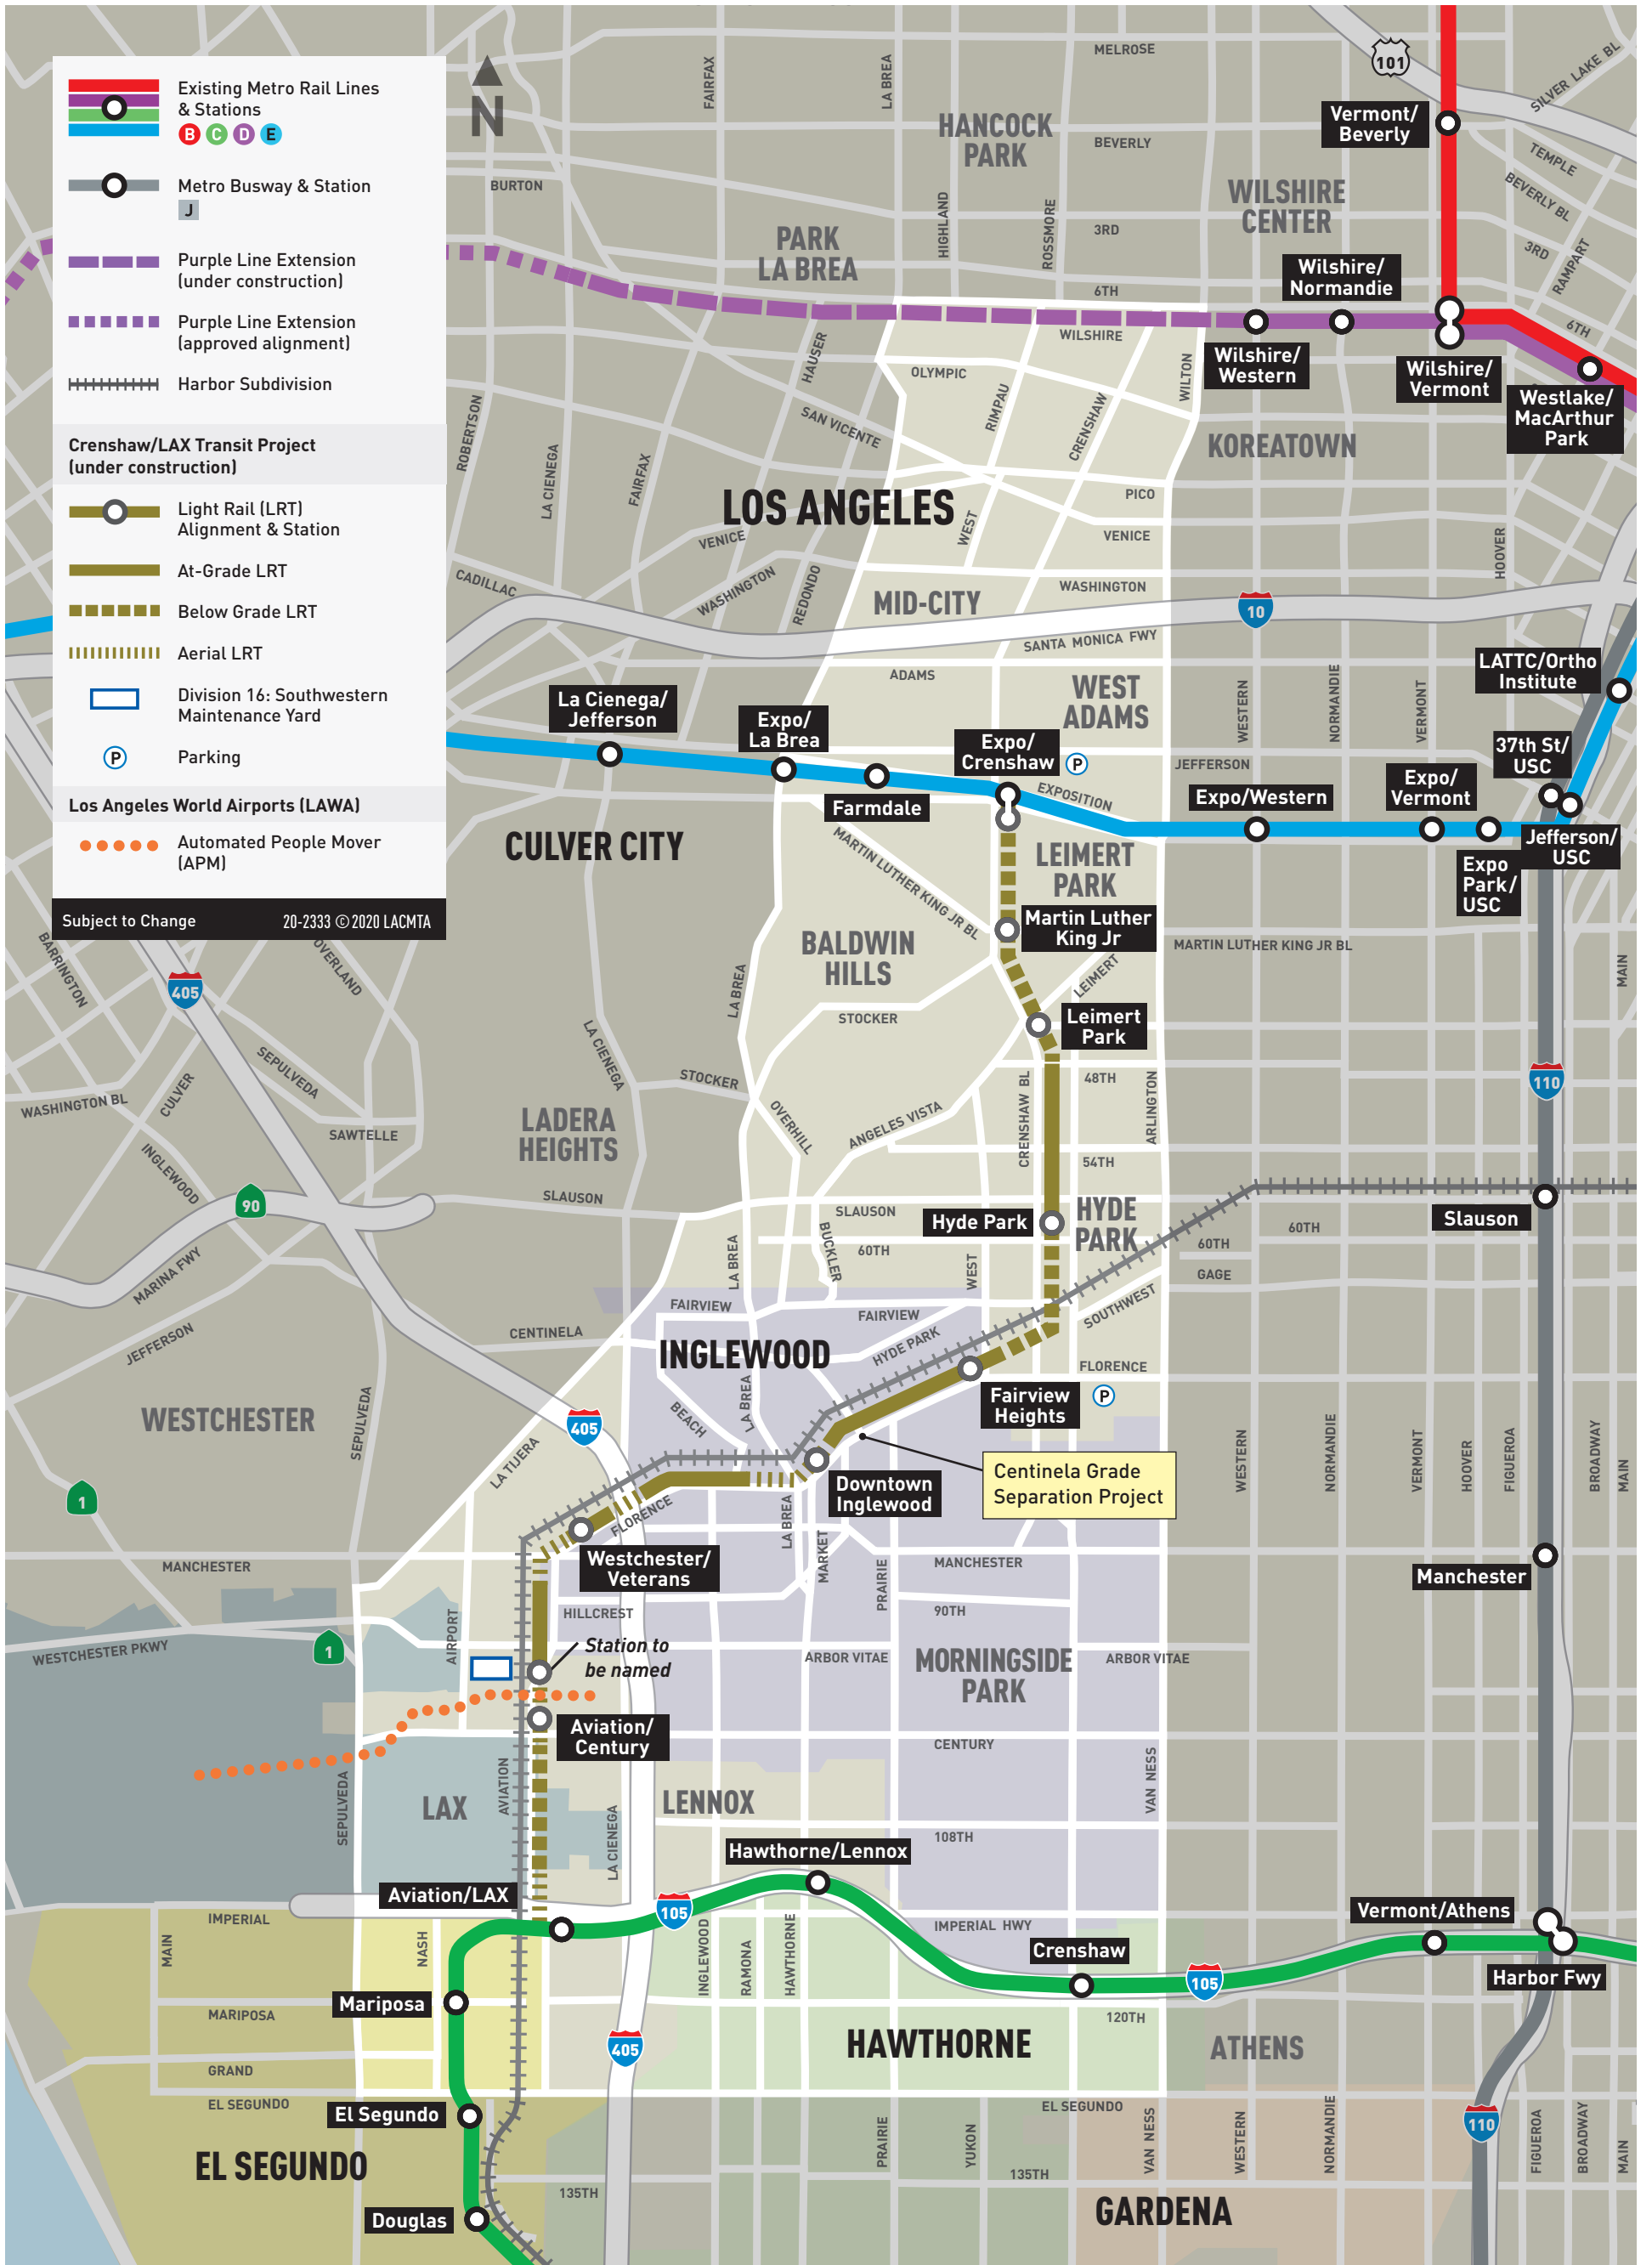 Existing Metro Rail Lines
& Stations
B C D E
Metro Busway & Station
J
Purple Line Extension
(under construction)
Purple Line Extension
(approved alignment)
Harbor Subdivision
Crenshaw/LAX Transit Project
(under construction)
Light Rail (LRT)
Alignment & Station
At-Grade LRT
Below Grade LRT
Aerial LRT
Division 16: Southwestern
Maintenance Yard
P
Parking
Los Angeles World Airports (LAWA)
Automated People Mover
(APM)
Subject to Change
20-2333 © 2020 LACMTA
N
MELROSE
101
SILVER LAKE BL
FAIRFAX
LA BREA
HANCOCK
PARK
BEVERLY
Vermont/
Beverly
TEMPLE
BEVERLY BL
BURTON
HIGHLAND
ROSSMORE
WILSHIRE
CENTER
3RD
3RD
RAMPART
PARK
LA BREA
Wilshire/
Normandie
6TH
6TH
WILSHIRE
HAUSER
OLYMPIC
WILTON
Wilshire/
Western
Wilshire/
Vermont
Westlake/
MacArthur
Park
ROBERTSON
SAN VICENTE
RIMPAU
CRENSHAW
KOREATOWN
LA CIENEGA
FAIRFAX
LOS ANGELES
PICO
WEST
VENICE
VENICE
HOOVER
CADILLAC
WASHINGTON
REDONDO
WASHINGTON
MID-CITY
10
SANTA MONICA FWY
ADAMS
WEST
ADAMS
LATTC/Ortho
Institute
WESTERN
NORMANDIE
VERMONT
La Cienega/
Jefferson
Expo/
La Brea
Expo/
Crenshaw
P
JEFFERSON
37th St/
USC
Farmdale
EXPOSITION
Expo/Western
Expo/
Vermont
Jefferson/
USC
Expo
Park/
USC
CULVER CITY
MARTIN LUTHER KING JR BL
LEIMERT
PARK
Martin Luther
King Jr
MARTIN LUTHER KING JR BL
BALDWIN
HILLS
BARRINGTON
OVERLAND
405
LA BREA
LEIMERT
MAIN
STOCKER
Leimert
Park
LA CIENEGA
SEPULVEDA
CULVER
WASHINGTON BL
STOCKER
48TH
110
CRENSHAW BL
ARLINGTON
LADERA
HEIGHTS
OVERHILL
ANGELES VISTA
SAWTELLE
INGLEWOOD
54TH
90
SLAUSON
SLAUSON
Hyde Park
HYDE
PARK
Slauson
60TH
60TH
60TH
BUCKLER
LA BREA
WEST
GAGE
MARINA FWY
FAIRVIEW
FAIRVIEW
SOUTHWEST
JEFFERSON
CENTINELA
INGLEWOOD
HYDE PARK
FLORENCE
Fairview
Heights
P
WESTCHESTER
SEPULVEDA
405
BEACH
LA BREA
LA TIJERA
Centinela Grade
Separation Project
Downtown
Inglewood
WESTERN
NORMANDIE
VERMONT
HOOVER
FIGUEROA
BROADWAY
MAIN
1
FLORENCE
LA BREA
MARKET
MANCHESTER
Westchester/
Veterans
PRAIRIE
MANCHESTER
Manchester
HILLCREST
90TH
WESTCHESTER PKWY
1
AIRPORT
Station to
be named
ARBOR VITAE
MORNINGSIDE
PARK
ARBOR VITAE
Aviation/
Century
CENTURY
SEPULVEDA
LAX
AVIATION
LENNOX
VAN NESS
LA CIENEGA
108TH
Hawthorne/Lennox
Aviation/LAX
105
IMPERIAL
IMPERIAL HWY
Vermont/Athens
MAIN
NASH
INGLEWOOD
RAMONA
HAWTHORNE
Crenshaw
105
Harbor Fwy
Mariposa
MARIPOSA
120TH
405
HAWTHORNE
ATHENS
GRAND
EL SEGUNDO
El Segundo
EL SEGUNDO
110
PRAIRIE
YUKON
VAN NESS
WESTERN
NORMANDIE
FIGUEROA
BROADWAY
MAIN
EL SEGUNDO
135TH
135TH
Douglas
GARDENA